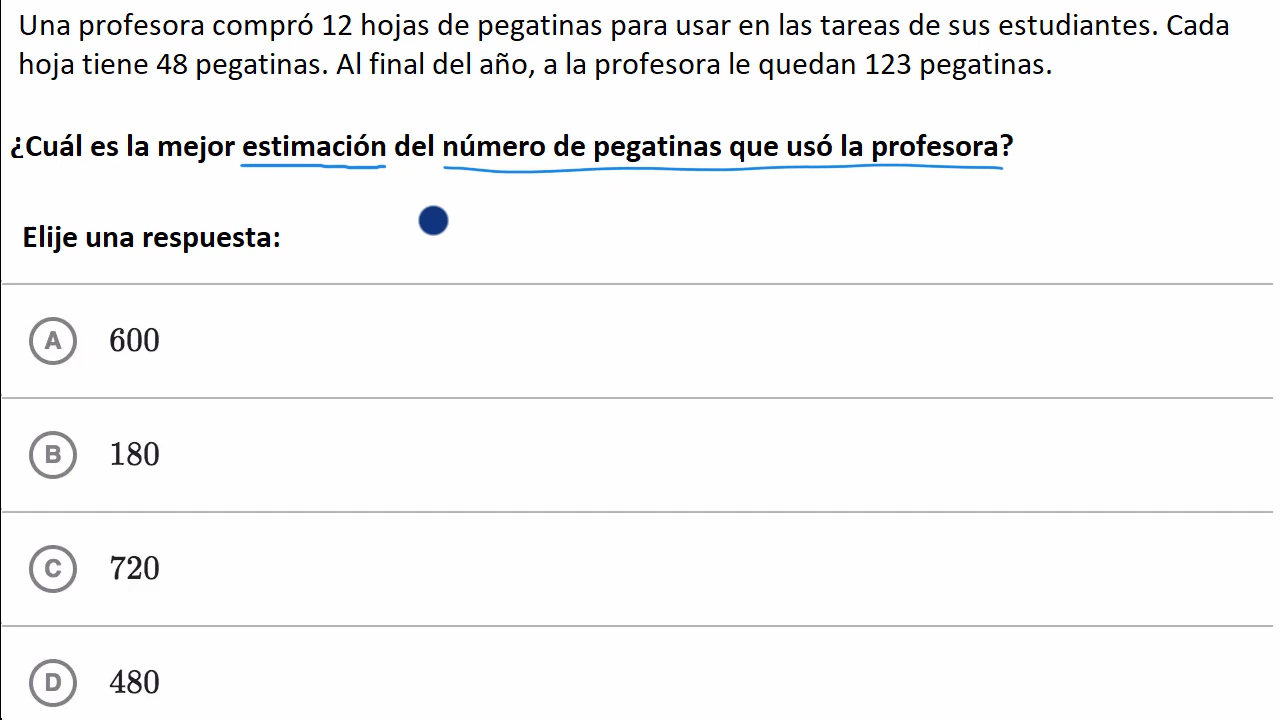 Una profesora compró 12 hojas de pegatinas para usar en las tareas de sus estudiantes. Cada
hoja tiene 48 pegatinas. Al final del año, a la profesora le quedan 123 pegatinas.
¿Cuál es la mejor estimación del número de pegatinas que usó la profesora?
Elije una respuesta:
A 600
B 180
C 720
D 480